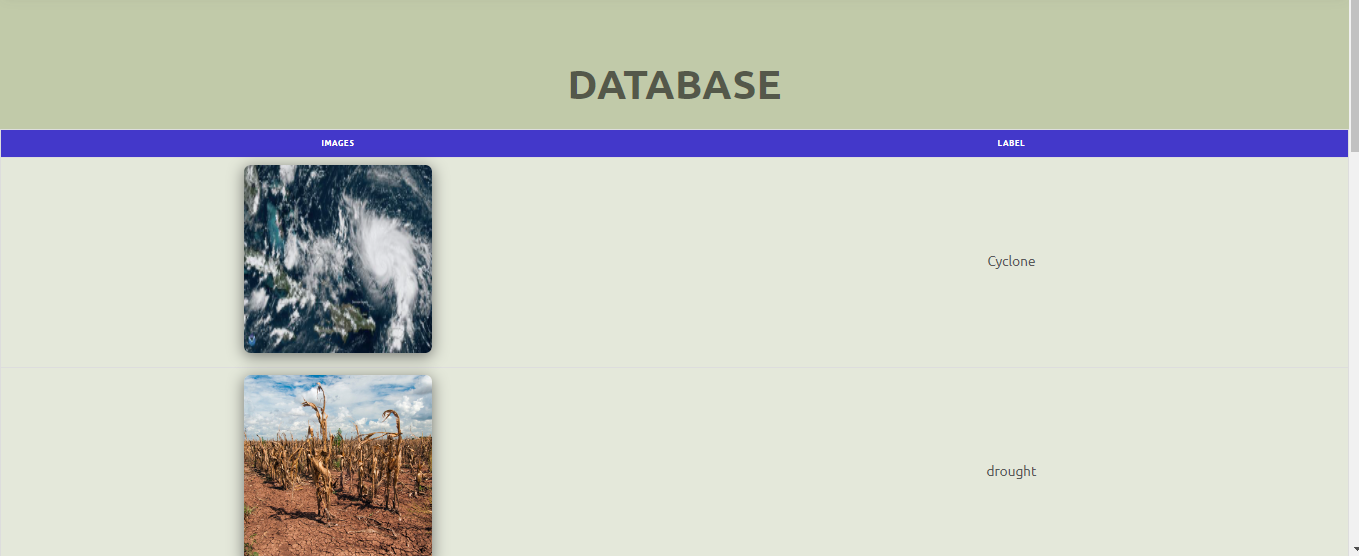 DATABASE
IMAGES
LABEL
Cyclone
drought